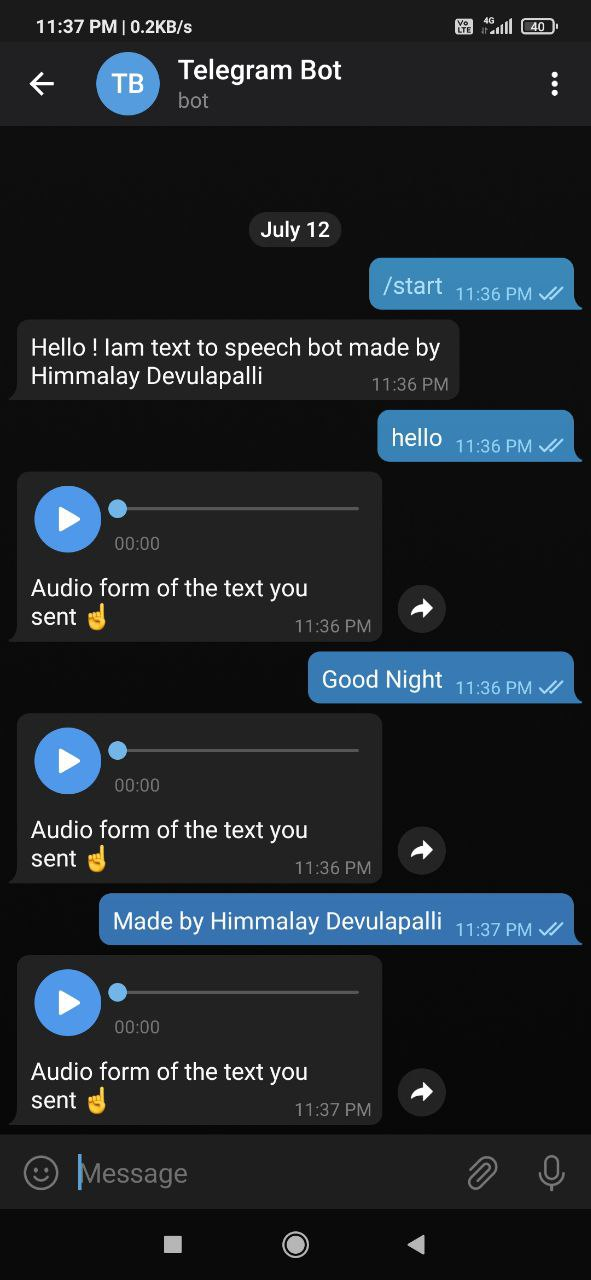 11:37 PM | 0.2KB/s
Vo LTE 4G 40
TB
Telegram Bot
bot
July 12
/start 11:36 PM
Hello ! Iam text to speech bot made by
Himmalay Devulapalli 11:36 PM
hello 11:36 PM
00:00
Audio form of the text you
sent ☝ 11:36 PM
Good Night 11:36 PM
00:00
Audio form of the text you
sent ☝ 11:36 PM
Made by Himmalay Devulapalli 11:37 PM
00:00
Audio form of the text you
sent ☝ 11:37 PM
Message